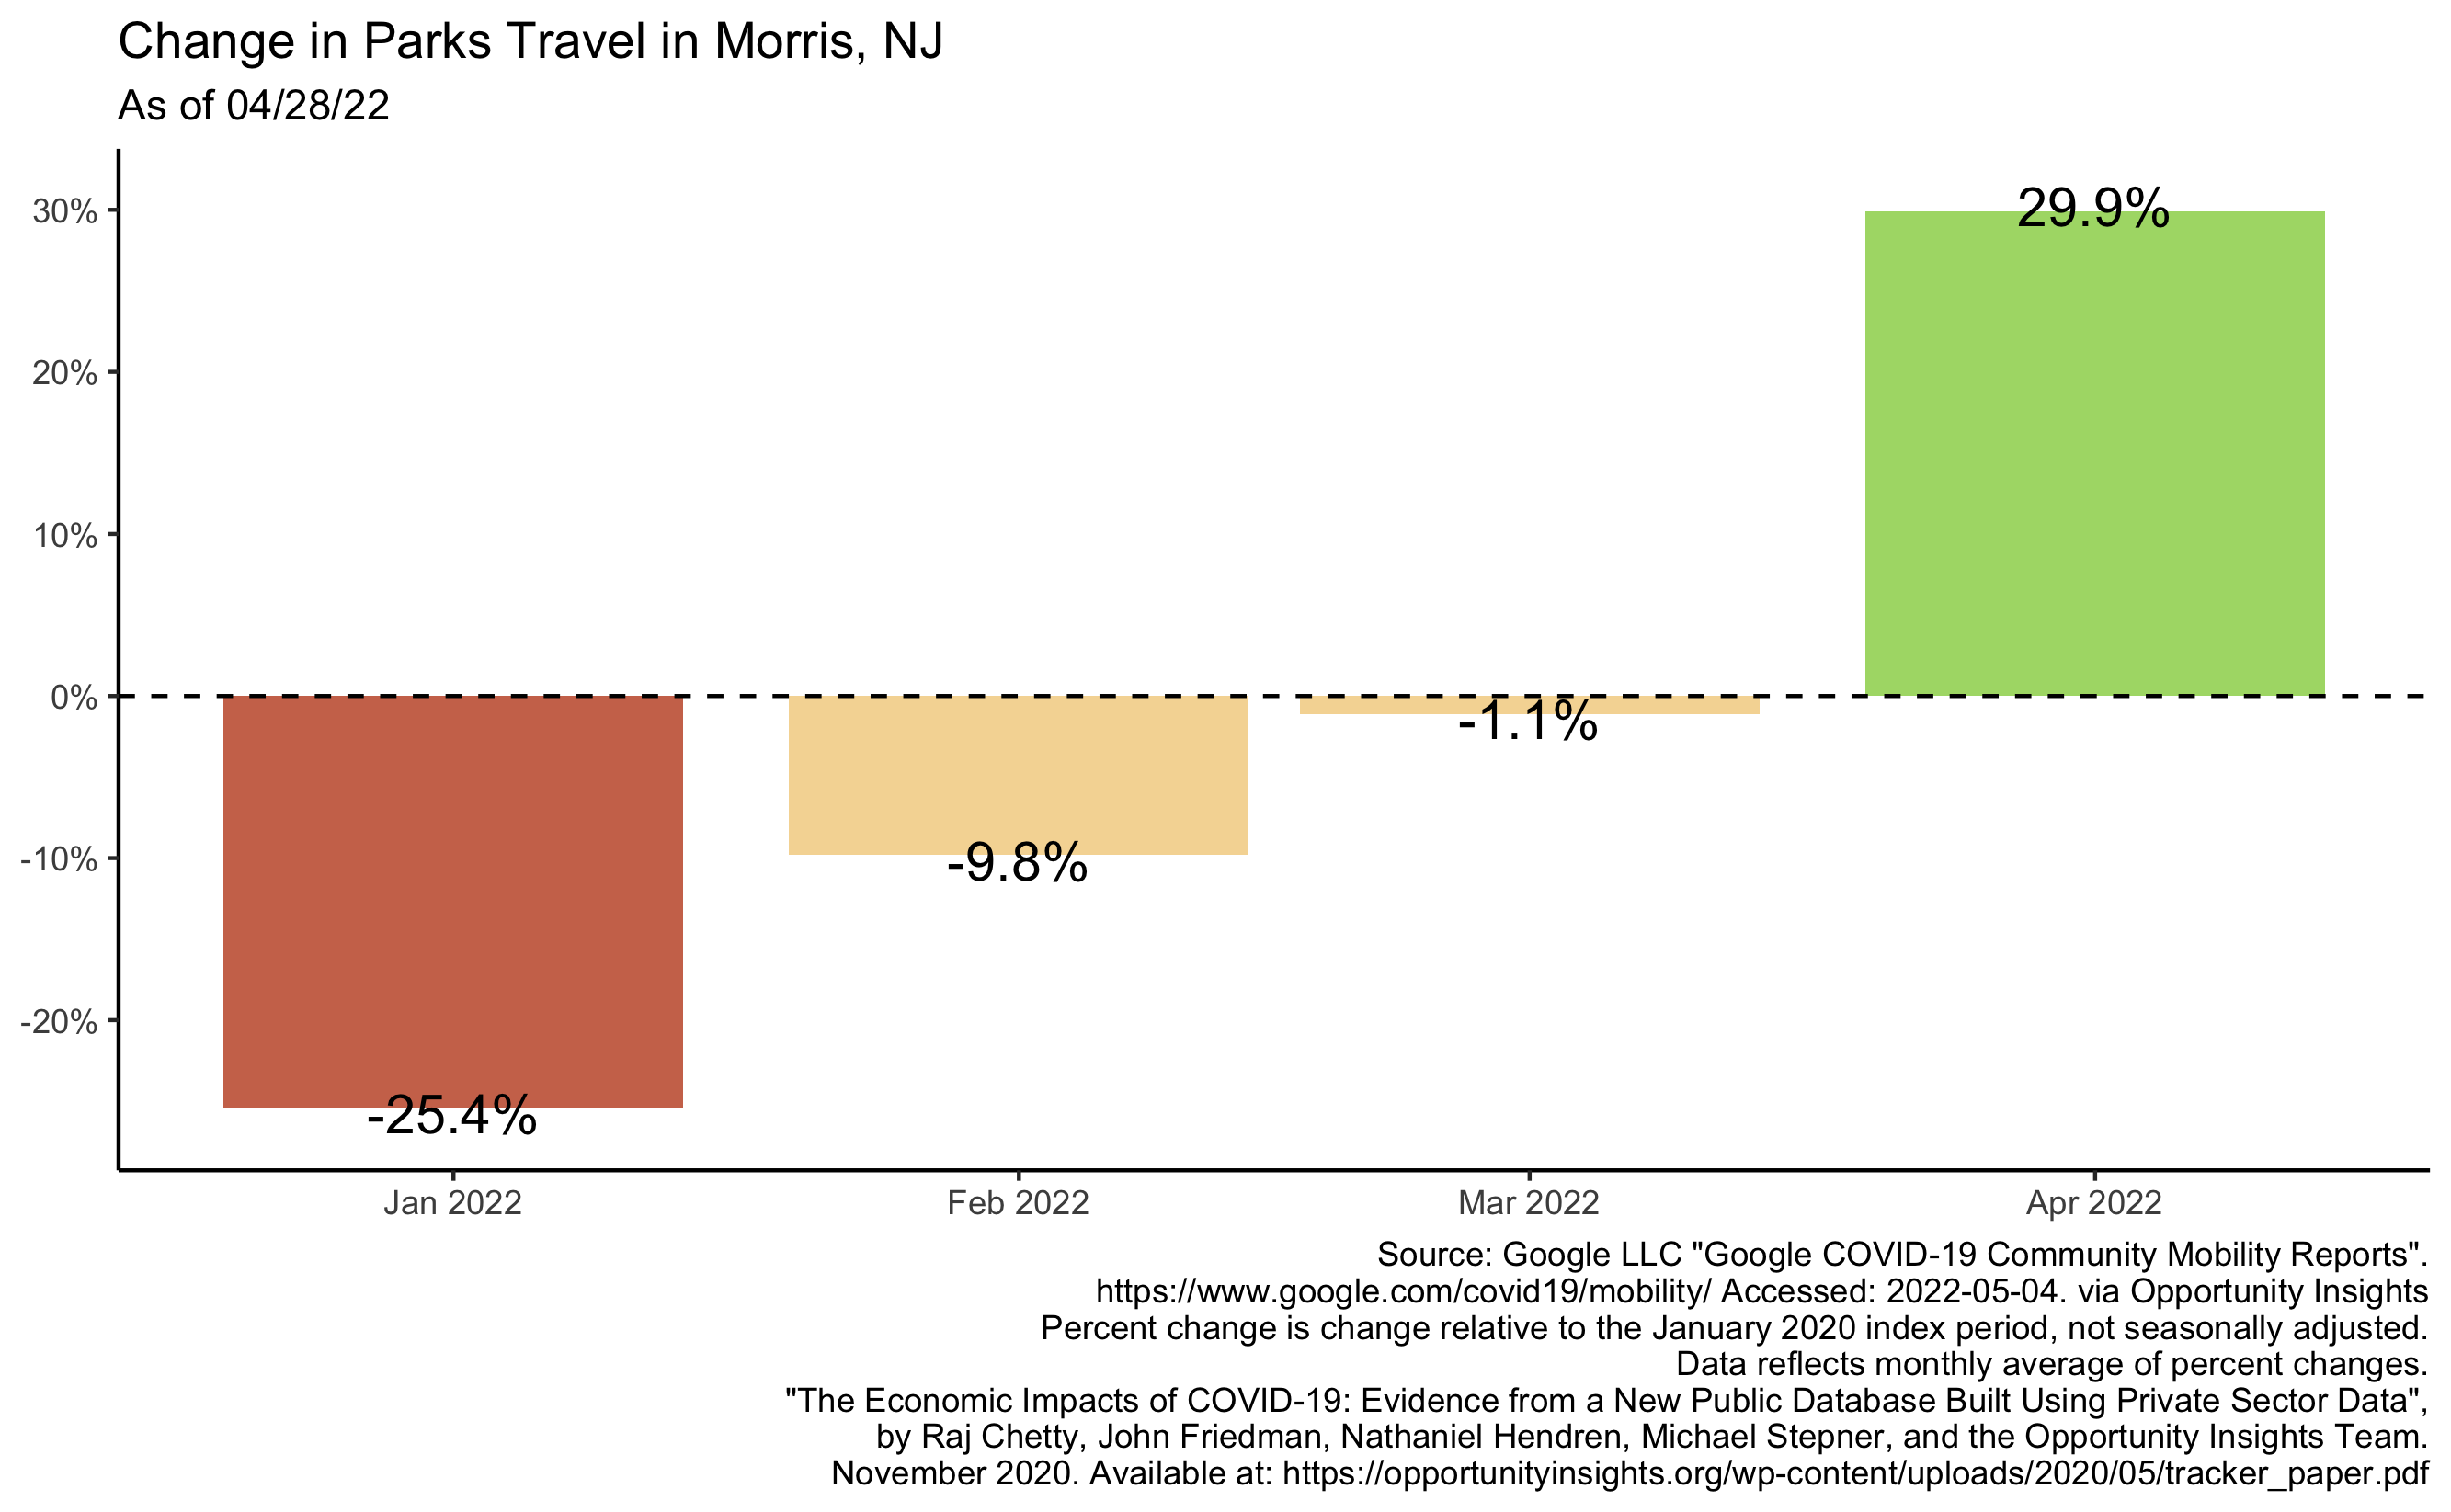 Change in Parks Travel in Morris, NJ
As of 04/28/22
30%
20%
10%
0%
-10%
-20%
29.9%
-1.1%
-9.8%
-25.4%
Jan 2022
Feb 2022
Mar 2022
Apr 2022
Source: Google LLC "Google COVID-19 Community Mobility Reports".
https://www.google.com/covid19/mobility/ Accessed: 2022-05-04. via Opportunity Insights
Percent change is change relative to the January 2020 index period, not seasonally adjusted.
Data reflects monthly average of percent changes.
"The Economic Impacts of COVID-19: Evidence from a New Public Database Built Using Private Sector Data",
by Raj Chetty, John Friedman, Nathaniel Hendren, Michael Stepner, and the Opportunity Insights Team.
November 2020. Available at: https://opportunityinsights.org/wp-content/uploads/2020/05/tracker_paper.pdf